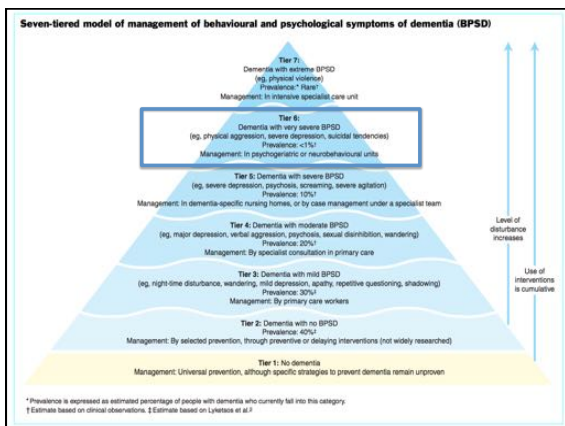 Seven-tiered model of management of behavioural and psychological symptoms of dementia (BPSD)
Tier 7:
Dementia with extreme BPSD
(eg, physical violence)
Prevalence:* Rare†
Management: In intensive specialist care unit
Tier 6:
Dementia with very severe BPSD
(eg, physical aggression, severe depression, suicidal tendencies)
Prevalence: <1%†
Management: In psychogeriatric or neurobehavioural units
Tier 5: Dementia with severe BPSD
(eg, severe depression, psychosis, screaming, severe agitation)
Prevalence: 10%†
Management: In dementia-specific nursing homes, or by case management under a specialist team
Tier 4: Dementia with moderate BPSD
(eg, major depression, verbal aggression, psychosis, sexual disinhibition, wandering)
Prevalence: 20%†
Management: By specialist consultation in primary care
Tier 3: Dementia with mild BPSD
(eg, night-time disturbance, wandering, mild depression, apathy, repetitive questioning, shadowing)
Prevalence: 30%‡
Management: By primary care workers
Tier 2: Dementia with no BPSD
Prevalence: 40%‡
Management: By selected prevention, through preventive or delaying interventions (not widely researched)
Tier 1: No dementia
Management: Universal prevention, although specific strategies to prevent dementia remain unproven
Level of
disturbance
increases
Use of
interventions
is cumulative
* Prevalence is expressed as estimated percentage of people with dementia who currently fall into this category.
† Estimate based on clinical observations. ‡ Estimate based on Lyketsos et al.²